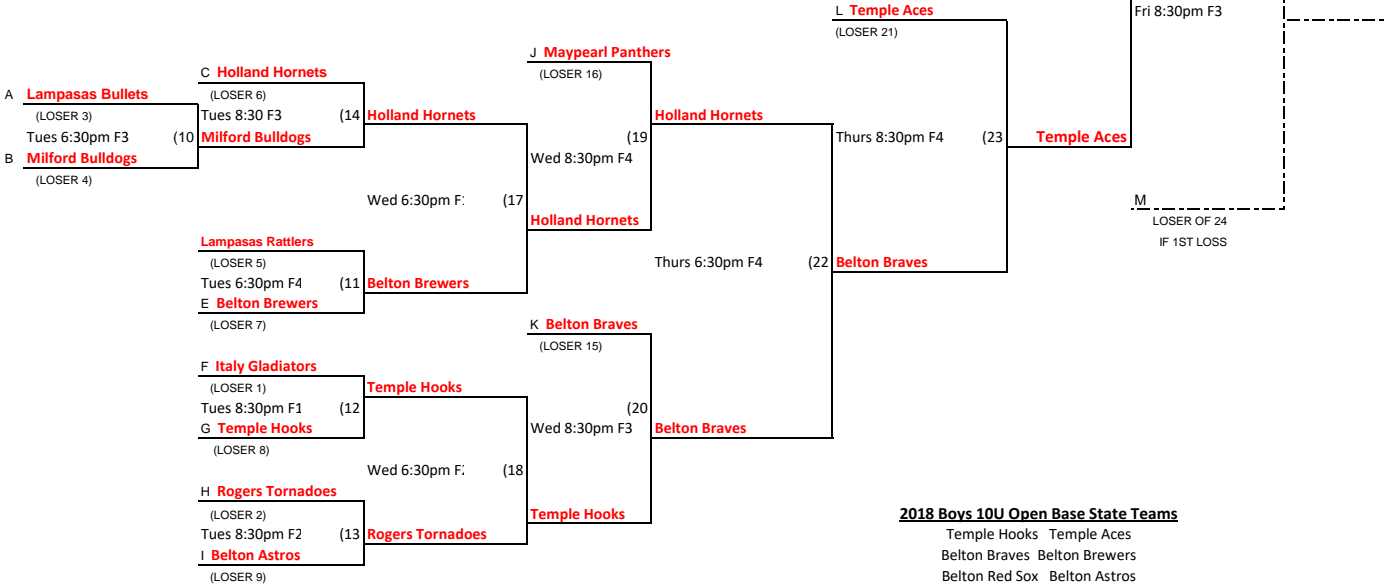 L Temple Aces
Fri 8:30pm F3
(LOSER 21)
J Maypearl Panthers
(LOSER 16)
C Holland Hornets
(LOSER 6)
A Lampasas Bullets
(LOSER 3)
Tues 8:30 F3 (14 Holland Hornets
Holland Hornets
Tues 6:30pm F3 (10 Milford Bulldogs
(19
Thurs 8:30pm F4 (23 Temple Aces
B Milford Bulldogs
Wed 8:30pm F4
(LOSER 4)
Wed 6:30pm F (17
M
Holland Hornets
LOSER OF 24
Lampasas Rattlers
IF 1ST LOSS
(LOSER 5)
Thurs 6:30pm F4 (22 Belton Braves
Tues 6:30pm F4 (11 Belton Brewers
E Belton Brewers
(LOSER 7)
K Belton Braves
(LOSER 15)
F Italy Gladiators
(LOSER 1)
Temple Hooks
Tues 8:30pm F1 (12
(20
G Temple Hooks
Wed 8:30pm F3 Belton Braves
(LOSER 8)
Wed 6:30pm F (18
H Rogers Tornadoes
(LOSER 2)
Temple Hooks
2018 Boys 10U Open Base State Teams
Tues 8:30pm F2 (13 Rogers Tornadoes
Temple Hooks Temple Aces
I Belton Astros
Belton Braves Belton Brewers
(LOSER 9)
Belton Red Sox Belton Astros